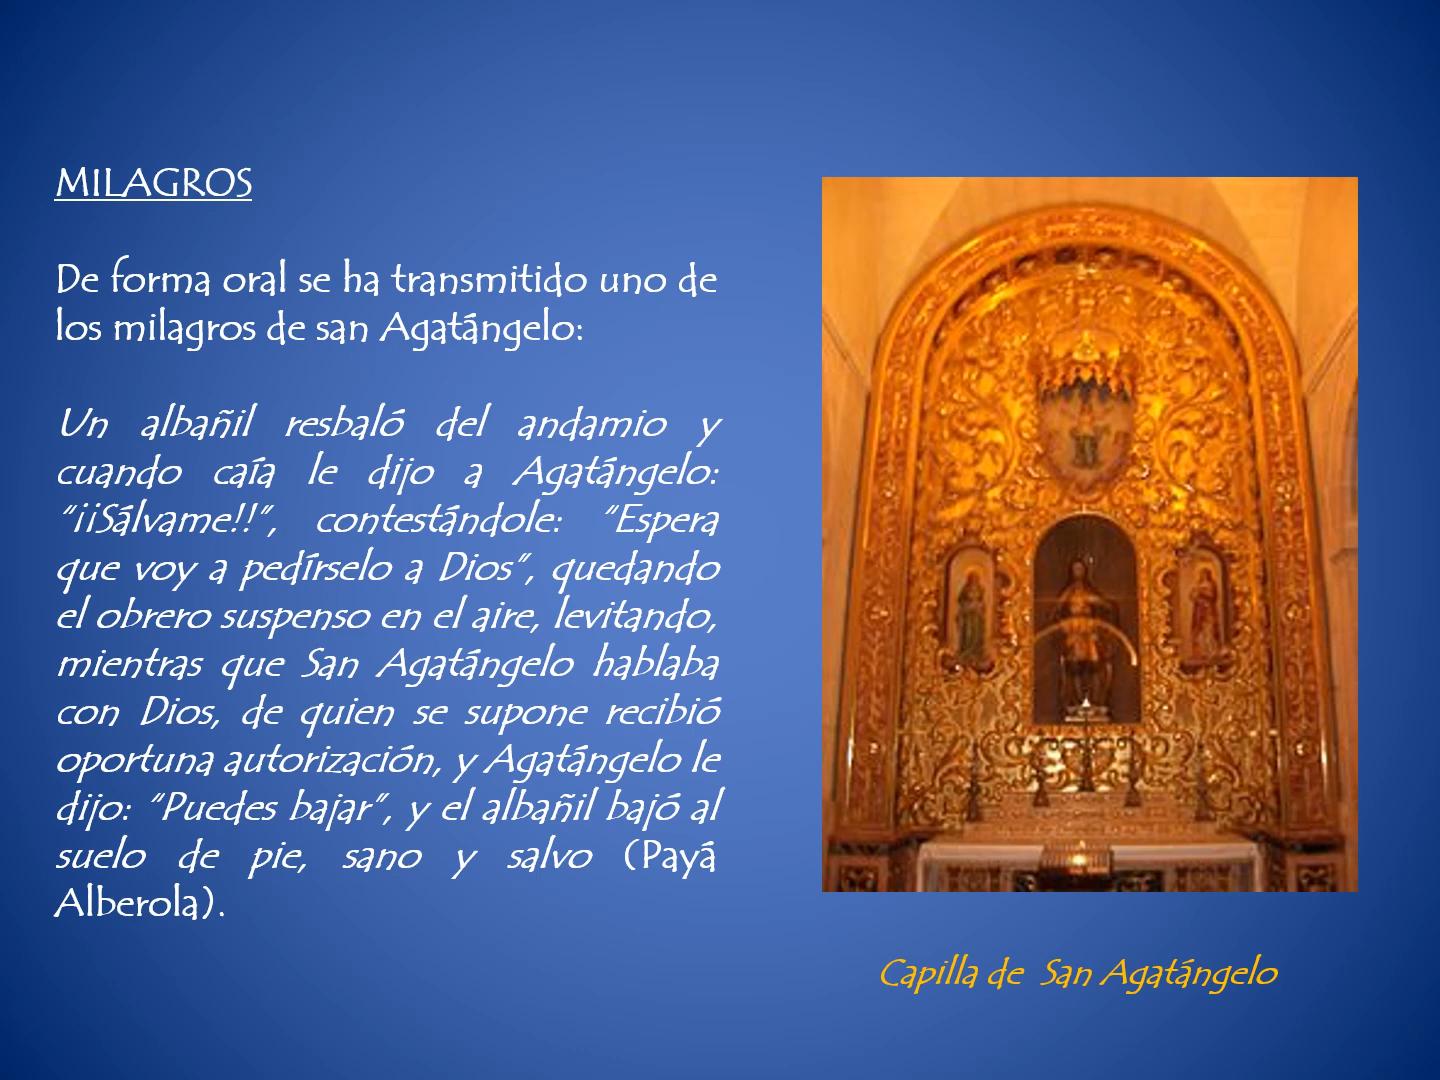 MILAGROS
De forma oral se ha transmitido uno de
los milagros de san Agatángelo:
Un albañil resbaló del andamio y
cuando caía le dijo a Agatángelo:
“¡¡Sálvame!!”, contestándole: “Espera
que voy a pedírselo a Dios”, quedando
el obrero suspenso en el aire, levitando,
mientras que San Agatángelo hablaba
con Dios, de quien se supone recibió
oportuna autorización, y Agatángelo le
dijo: “Puedes bajar”, y el albañil bajó al
suelo de pie, sano y salvo (Payá
Alberola).
Capilla de San Agatángelo